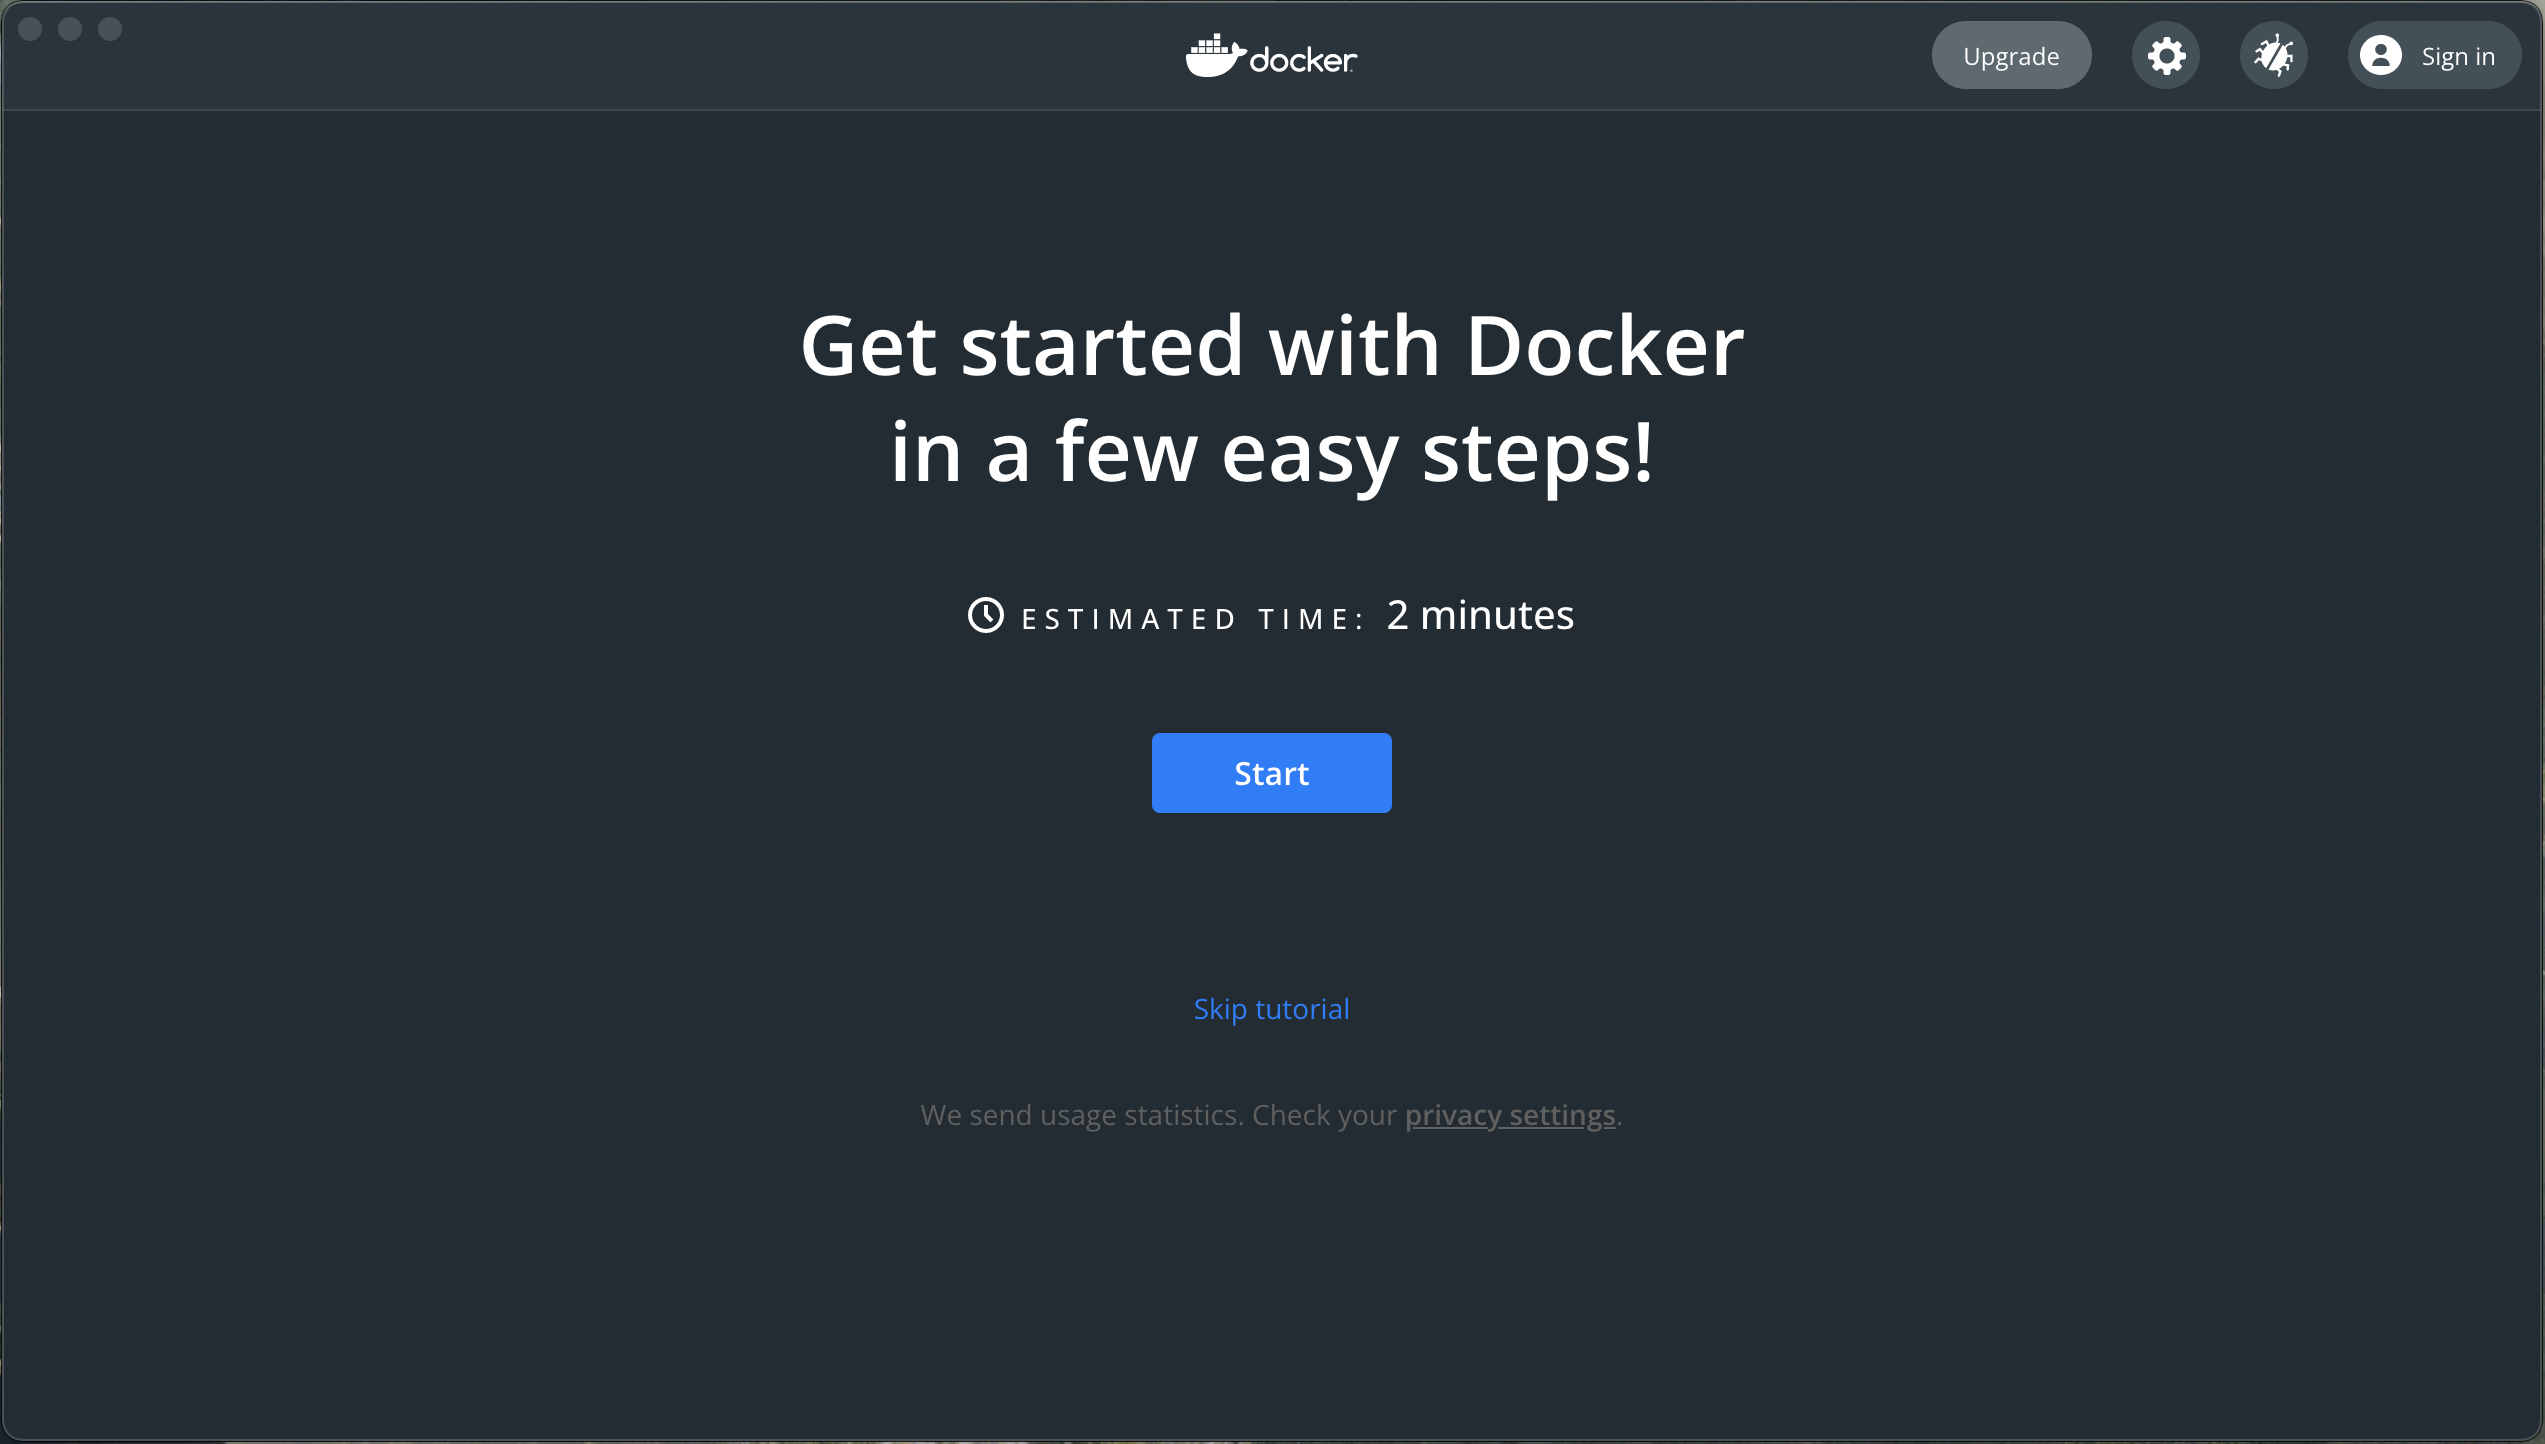 docker
Upgrade
Sign in
Get started with Docker
in a few easy steps!
ESTIMATED TIME: 2 minutes
Start
Skip tutorial
We send usage statistics. Check your privacy settings.